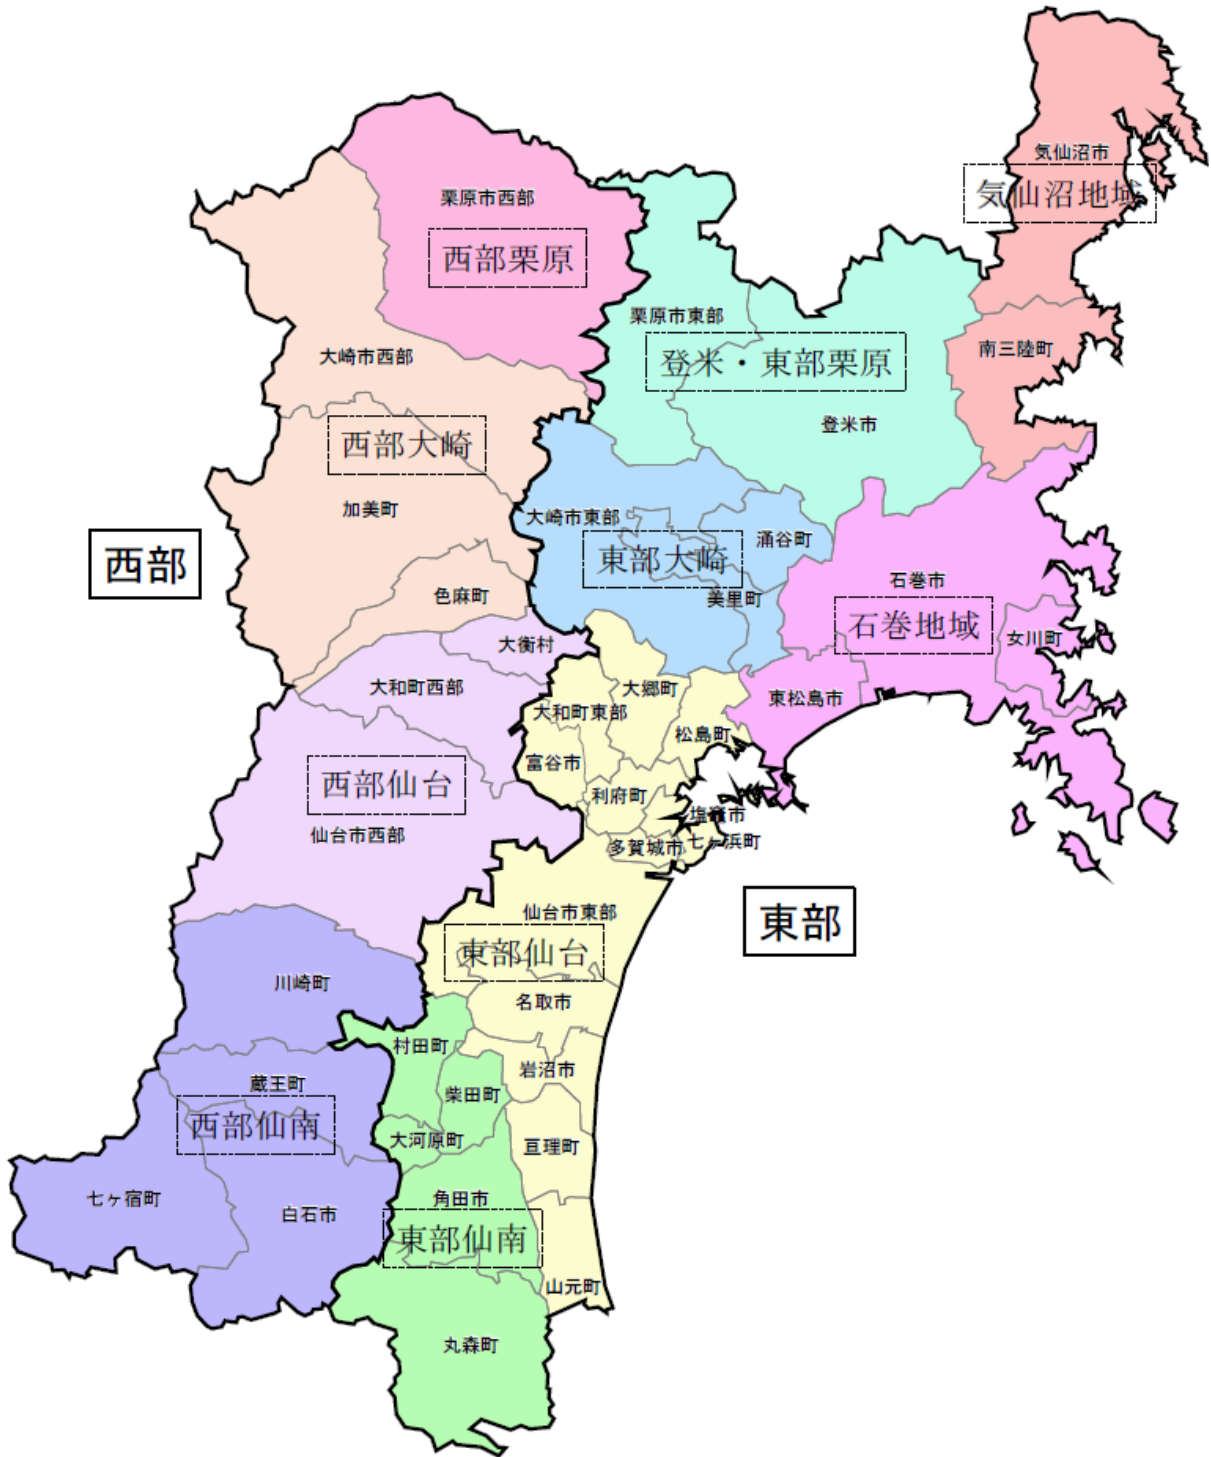 気仙沼市
気仙沼地域
栗原市西部
西部栗原
栗原市東部
登米・東部栗原
南三陸町
大崎市西部
登米市
西部大崎
加美町
大崎市東部
涌谷町
東部大崎
西部
石巻市
色麻町
美里町
石巻地域
女川町
大衡村
大和町西部
大郷町
東松島市
大和町東部
松島町
富谷市
西部仙台
利府町
塩竈市
仙台市西部
多賀城市
七ヶ浜町
仙台市東部
東部
東部仙台
川崎町
名取市
村田町
岩沼市
蔵王町
柴田町
西部仙南
大河原町
亘理町
七ヶ宿町
白石市
角田市
東部仙南
山元町
丸森町